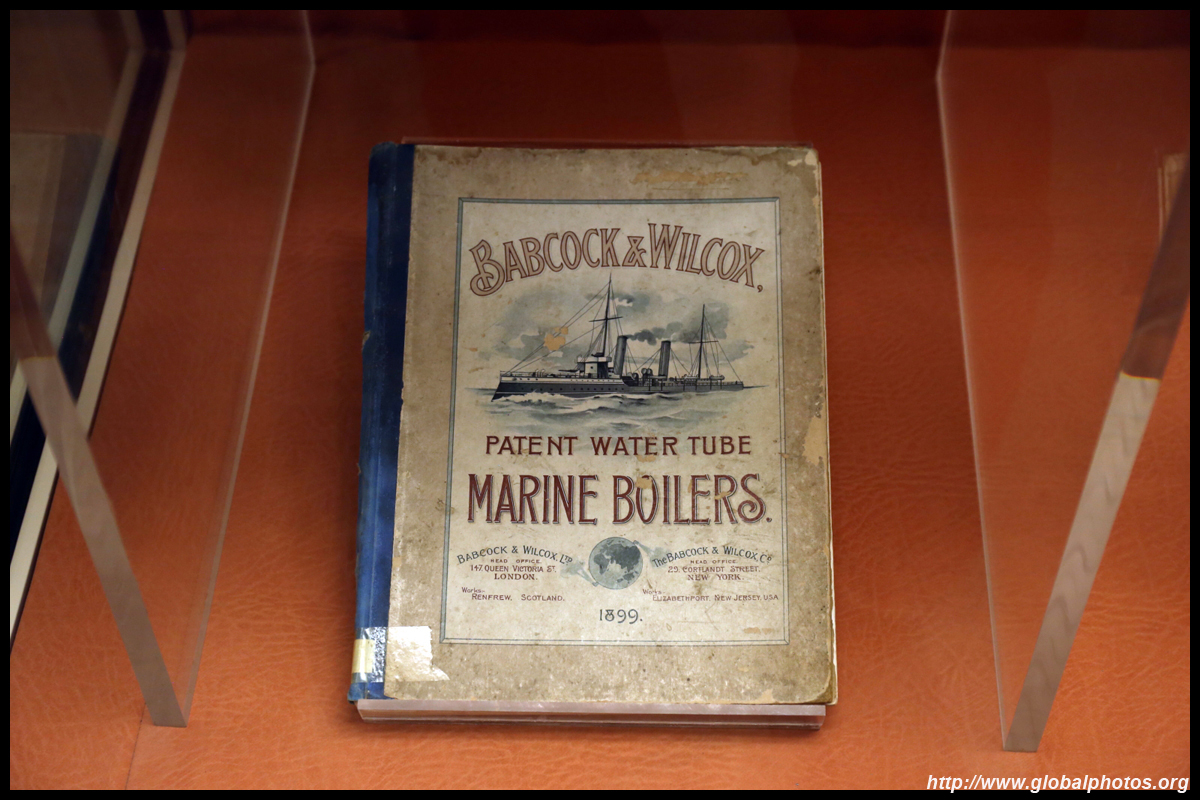 BABCOCK & WILCOX,
PATENT WATER TUBE
MARINE BOILERS.
BABCOCK & WILCOX, LTD
HEAD OFFICE.
147. QUEEN VICTORIA ST.
LONDON.
Works:-
RENFREW, SCOTLAND.
The BABCOCK & WILCOX, Co
HEAD OFFICE.
29. CORTLANDT STREET.
NEW YORK.
Works:-
ELIZABETHPORT, NEW JERSEY, U.S.A
1899.
http://www.globalphotos.org